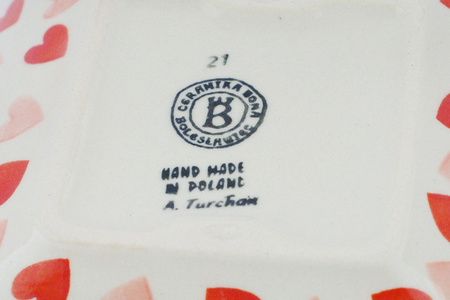 21
CERAMIKA BONA
BOLESŁAWIEC
B
HAND MADE
IN POLAND
A. Turchan